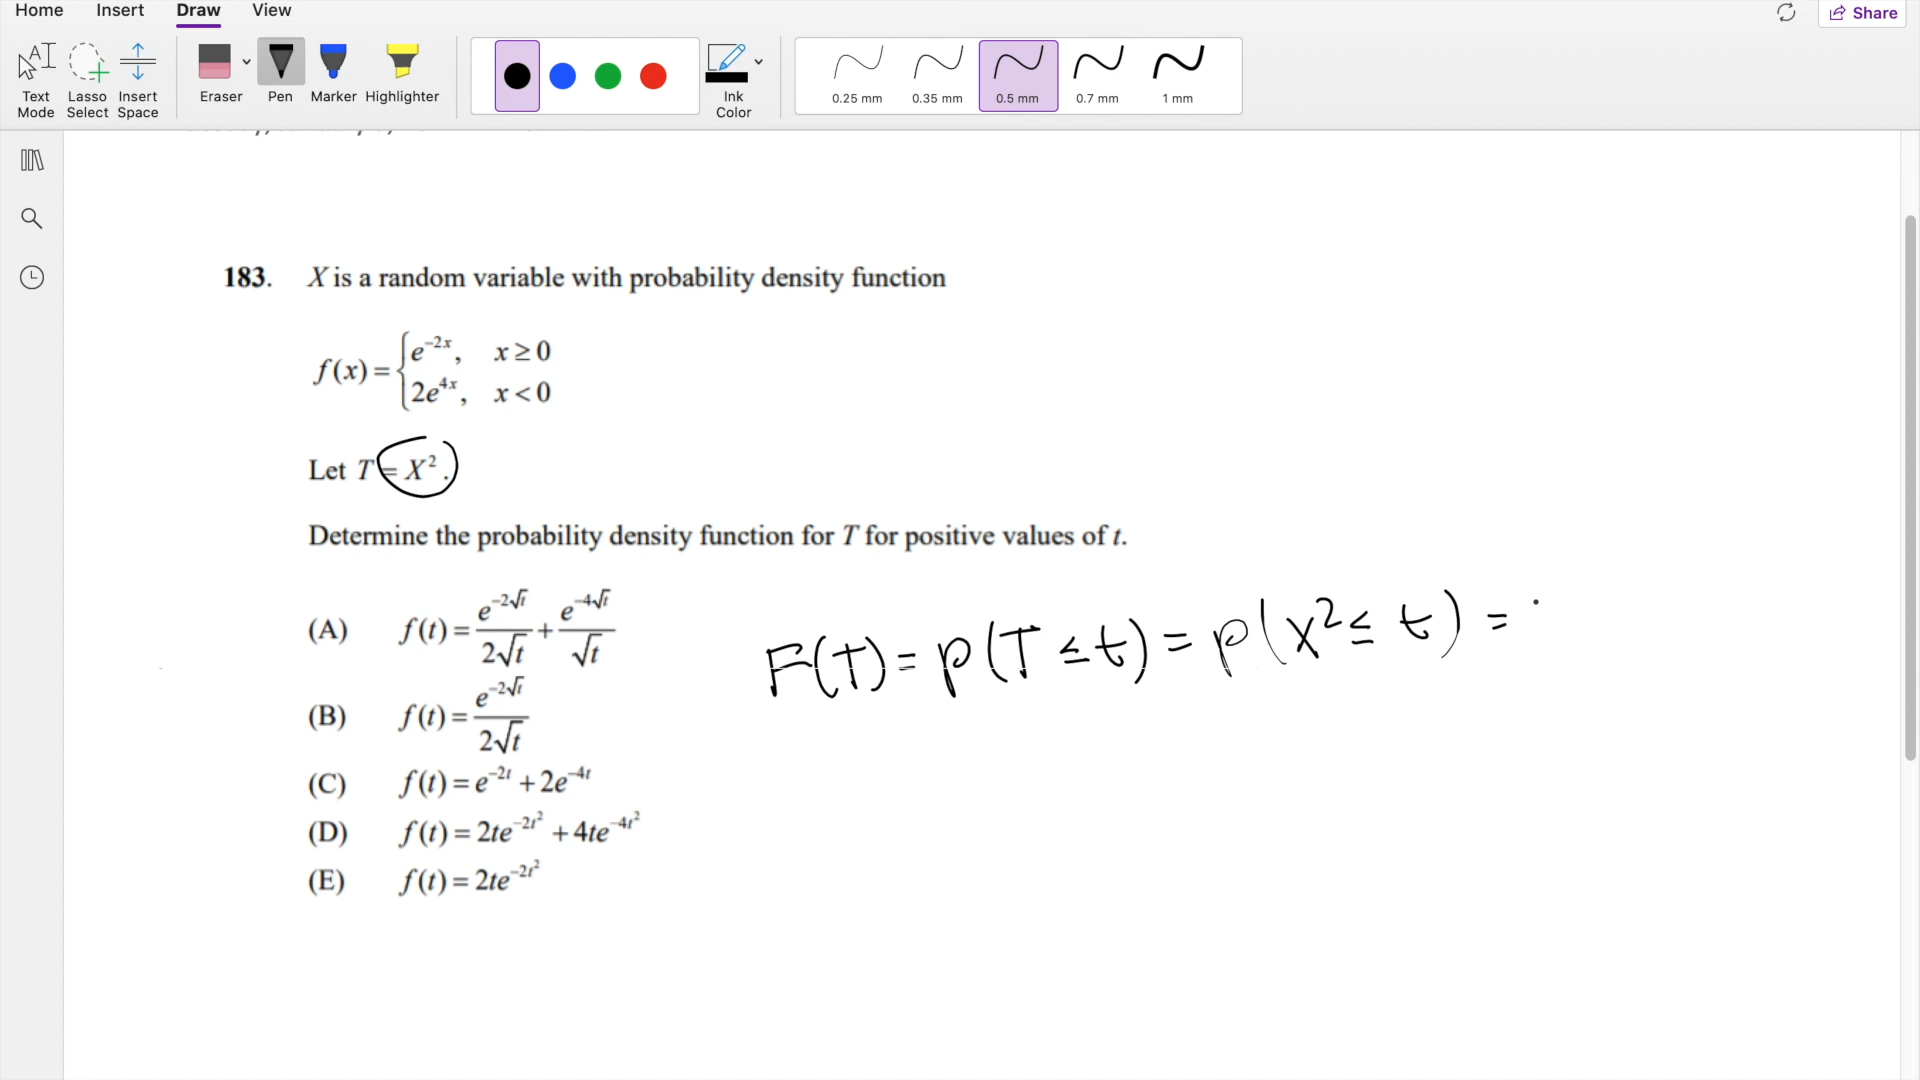 Home Insert Draw View
Share
Text Mode
Lasso Select
Insert Space
Eraser
Pen
Marker
Highlighter
Ink Color
0.25 mm
0.35 mm
0.5 mm
0.7 mm
1 mm
183. X is a random variable with probability density function
f(x) = { e^{-2x}, x ≥ 0
2e^{4x}, x < 0
Let T = X².
Determine the probability density function for T for positive values of t.
(A) f(t) = e^{-2√t}/(2√t) + e^{-4√t}/√t
F(T) = P(T ≤ t) = P(X² ≤ t) =
(B) f(t) = e^{-2√t}/(2√t)
(C) f(t) = e^{-2t} + 2e^{-4t}
(D) f(t) = 2te^{-2t²} + 4te^{-4t²}
(E) f(t) = 2te^{-2t²}